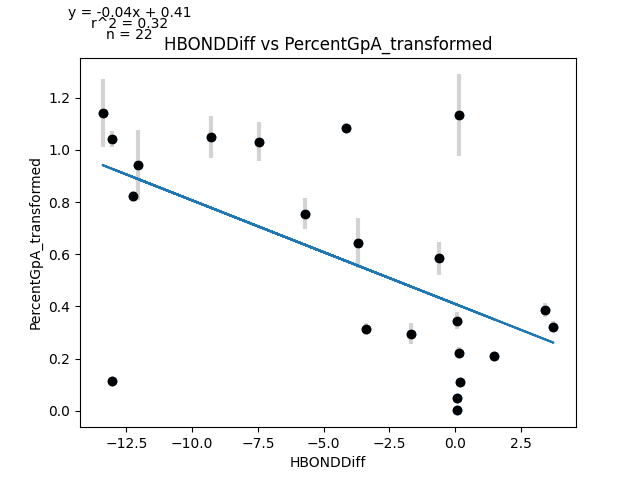 y = -0.04x + 0.41
r^2 = 0.32
n = 22
HBONDDiff vs PercentGpA_transformed
PercentGpA_transformed
1.2
1.0
0.8
0.6
0.4
0.2
0.0
−12.5 −10.0 −7.5 −5.0 −2.5 0.0 2.5
HBONDDiff